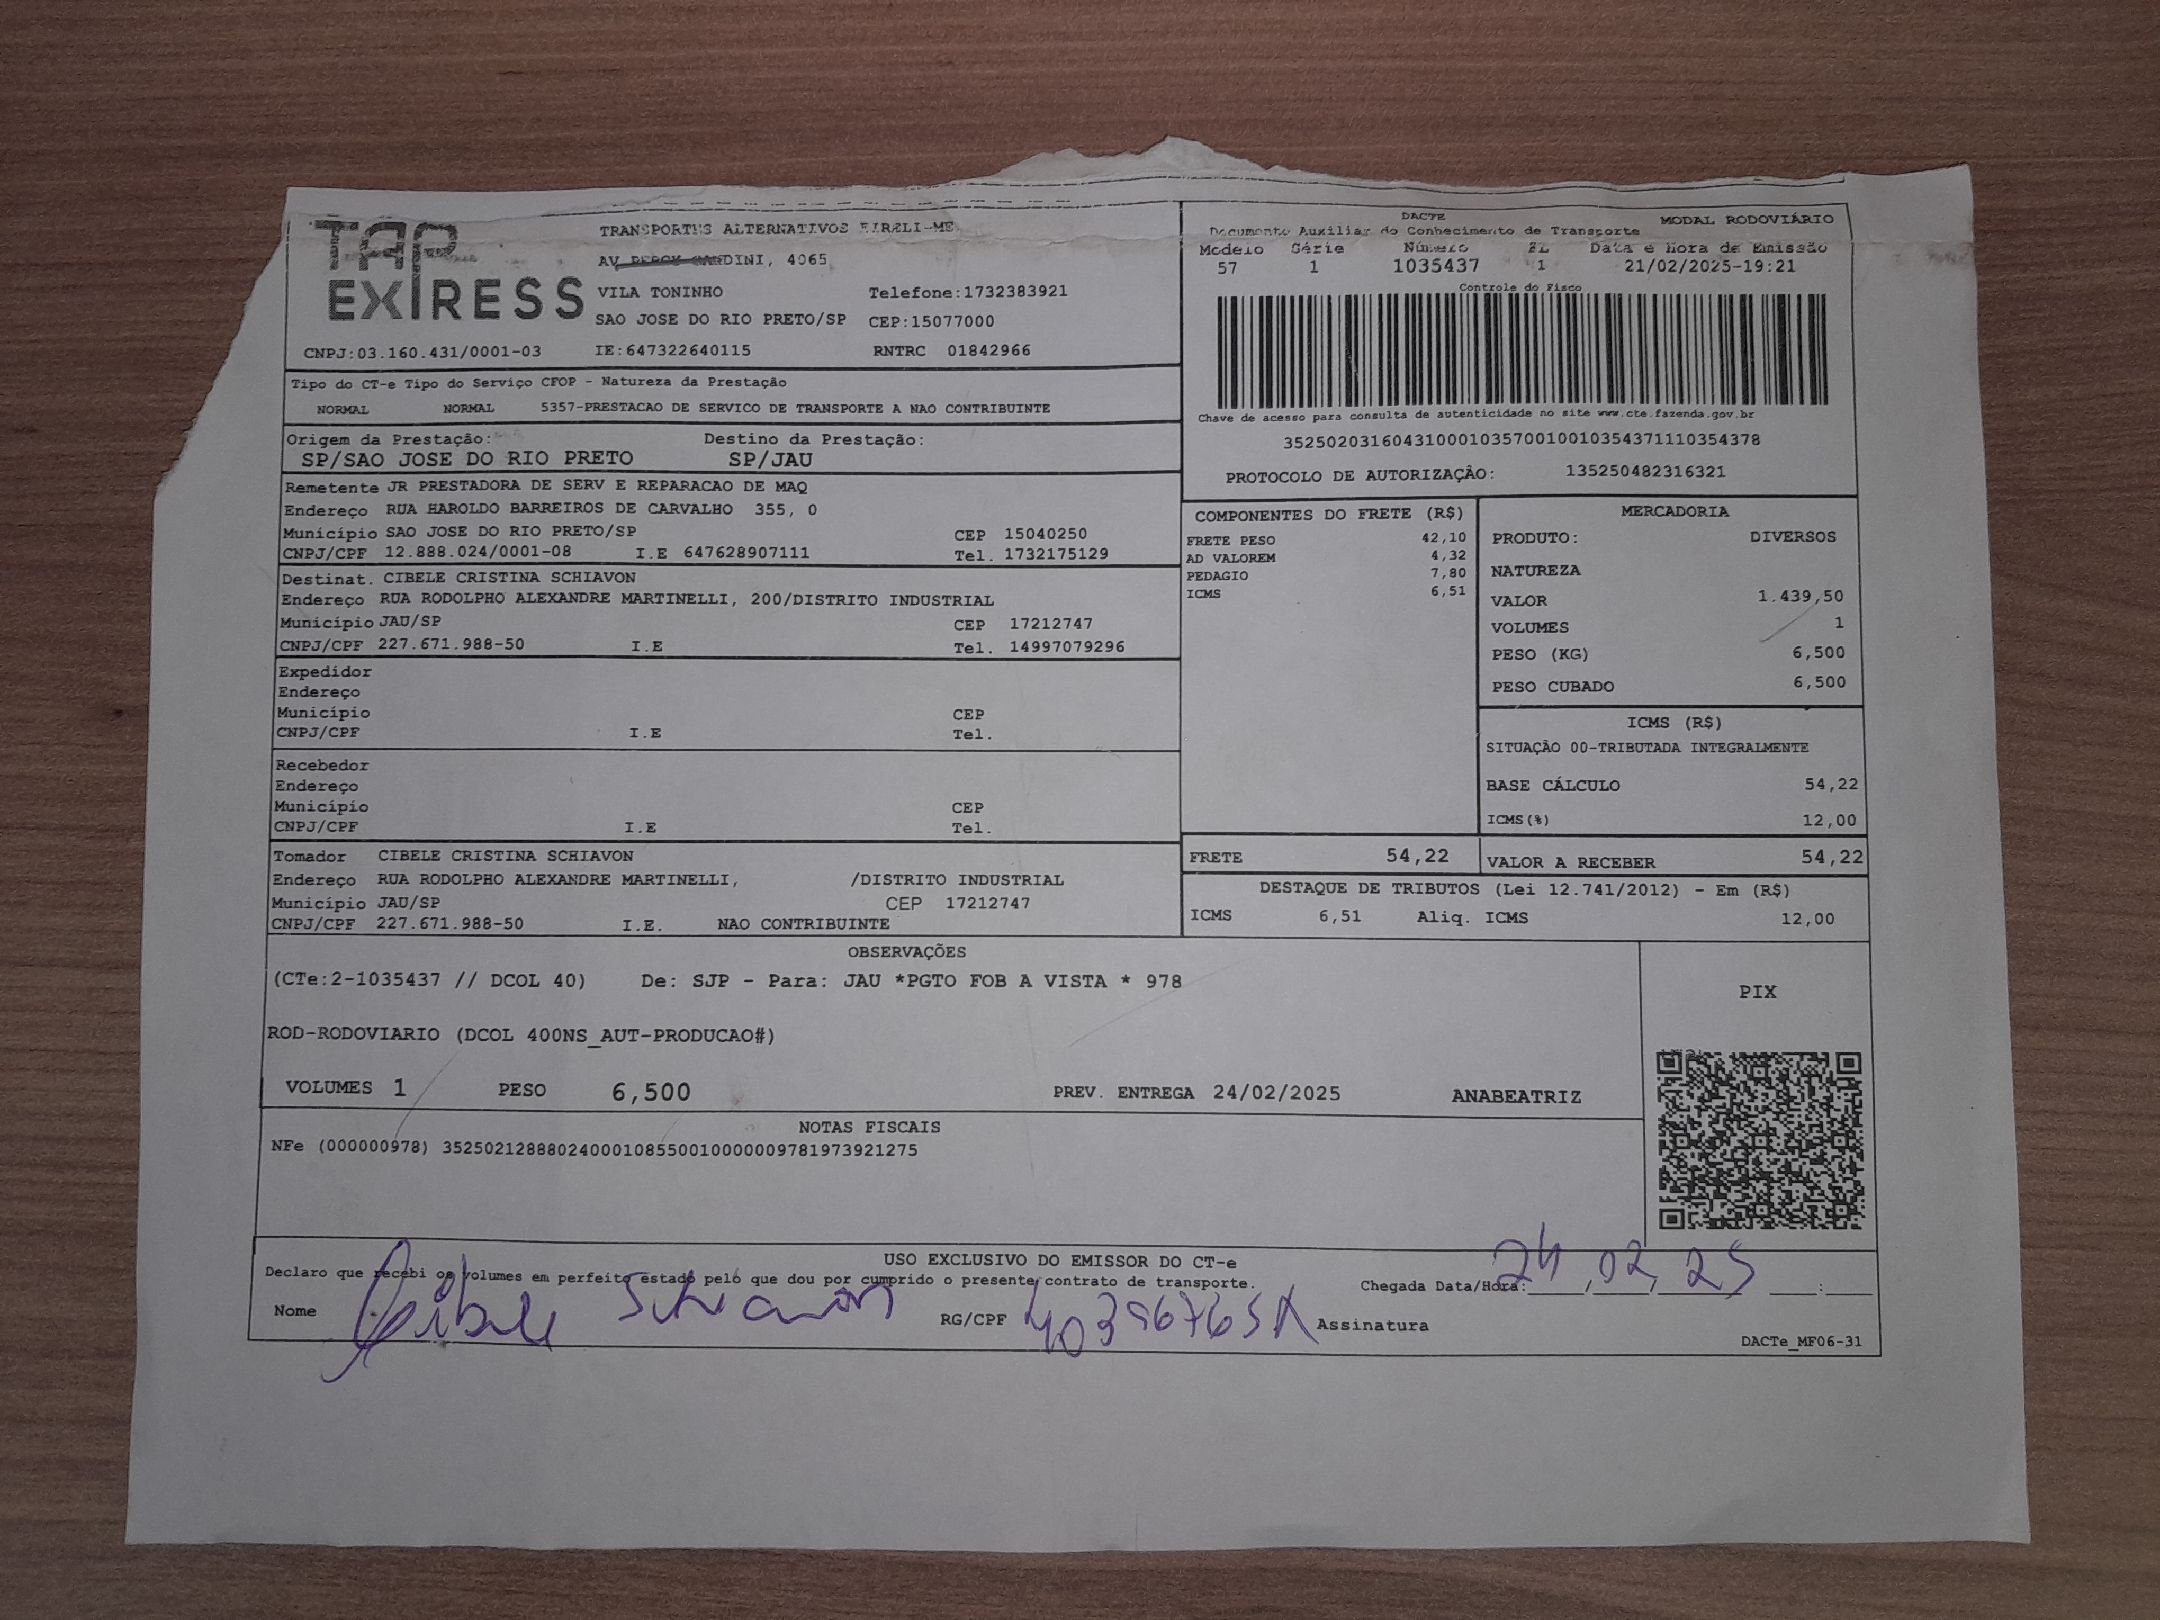 TAP EXPRESS
TRANSPORTES ALTERNATIVOS EIRELI-ME
AV 4065
VILA TONINHO Telefone:1732383921
SAO JOSE DO RIO PRETO/SP CEP:15077000
CNPJ:03.160.431/0001-03 IE:647322640115 RNTRC 01842966
Tipo do CT-e Tipo do Serviço CFOP - Natureza da Prestação
NORMAL NORMAL 5357-PRESTACAO DE SERVICO DE TRANSPORTE A NAO CONTRIBUINTE
Origem da Prestação: Destino da Prestação:
SP/SAO JOSE DO RIO PRETO SP/JAU
Remetente JR PRESTADORA DE SERV E REPARACAO DE MAQ
Endereço RUA HAROLDO BARREIROS DE CARVALHO 355, 0
Município SAO JOSE DO RIO PRETO/SP CEP 15040250
CNPJ/CPF 12.888.024/0001-08 I.E 647628907111 Tel. 1732175129
Destinat. CIBELE CRISTINA SCHIAVON
Endereço RUA RODOLPHO ALEXANDRE MARTINELLI, 200/DISTRITO INDUSTRIAL
Município JAU/SP CEP 17212747
CNPJ/CPF 227.671.988-50 I.E Tel. 14997079296
Expedidor
Endereço
Município CEP
CNPJ/CPF I.E Tel.
Recebedor
Endereço
Município CEP
CNPJ/CPF I.E Tel.
Tomador CIBELE CRISTINA SCHIAVON
Endereço RUA RODOLPHO ALEXANDRE MARTINELLI, /DISTRITO INDUSTRIAL
Município JAU/SP CEP 17212747
CNPJ/CPF 227.671.988-50 I.E. NAO CONTRIBUINTE
DACTE MODAL RODOVIÁRIO
Documento Auxiliar do Conhecimento de Transporte
Modelo Série Número FL Data e Hora de Emissão
57 1 1035437 1 21/02/2025-19:21
Controle do Fisco
Chave de acesso para consulta de autenticidade no site www.cte.fazenda.gov.br
35250203160431000103570010010354371110354378
PROTOCOLO DE AUTORIZAÇÃO: 135250482316321
COMPONENTES DO FRETE (R$)
FRETE PESO 42,10
AD VALOREM 4,32
PEDAGIO 7,80
ICMS 6,51
MERCADORIA
PRODUTO: DIVERSOS
NATUREZA
VALOR 1.439,50
VOLUMES 1
PESO (KG) 6,500
PESO CUBADO 6,500
ICMS (R$)
SITUAÇÃO 00-TRIBUTADA INTEGRALMENTE
BASE CÁLCULO 54,22
ICMS(%) 12,00
FRETE 54,22 VALOR A RECEBER 54,22
DESTAQUE DE TRIBUTOS (Lei 12.741/2012) - Em (R$)
ICMS 6,51 Aliq. ICMS 12,00
OBSERVAÇÕES
(CTe:2-1035437 // DCOL 40) De: SJP - Para: JAU *PGTO FOB A VISTA * 978
ROD-RODOVIARIO (DCOL 400NS_AUT-PRODUCAO#)
VOLUMES 1 PESO 6,500 PREV. ENTREGA 24/02/2025 ANABEATRIZ
PIX
NOTAS FISCAIS
NFe (000000978) 35250212888024000108550010000009781973921275
USO EXCLUSIVO DO EMISSOR DO CT-e
Declaro que recebi os volumes em perfeito estado pelo que dou por cumprido o presente contrato de transporte. Chegada Data/Hora: 24 02 25 :
Nome Cibele Schiavon RG/CPF Assinatura
DACTe_MF06-31